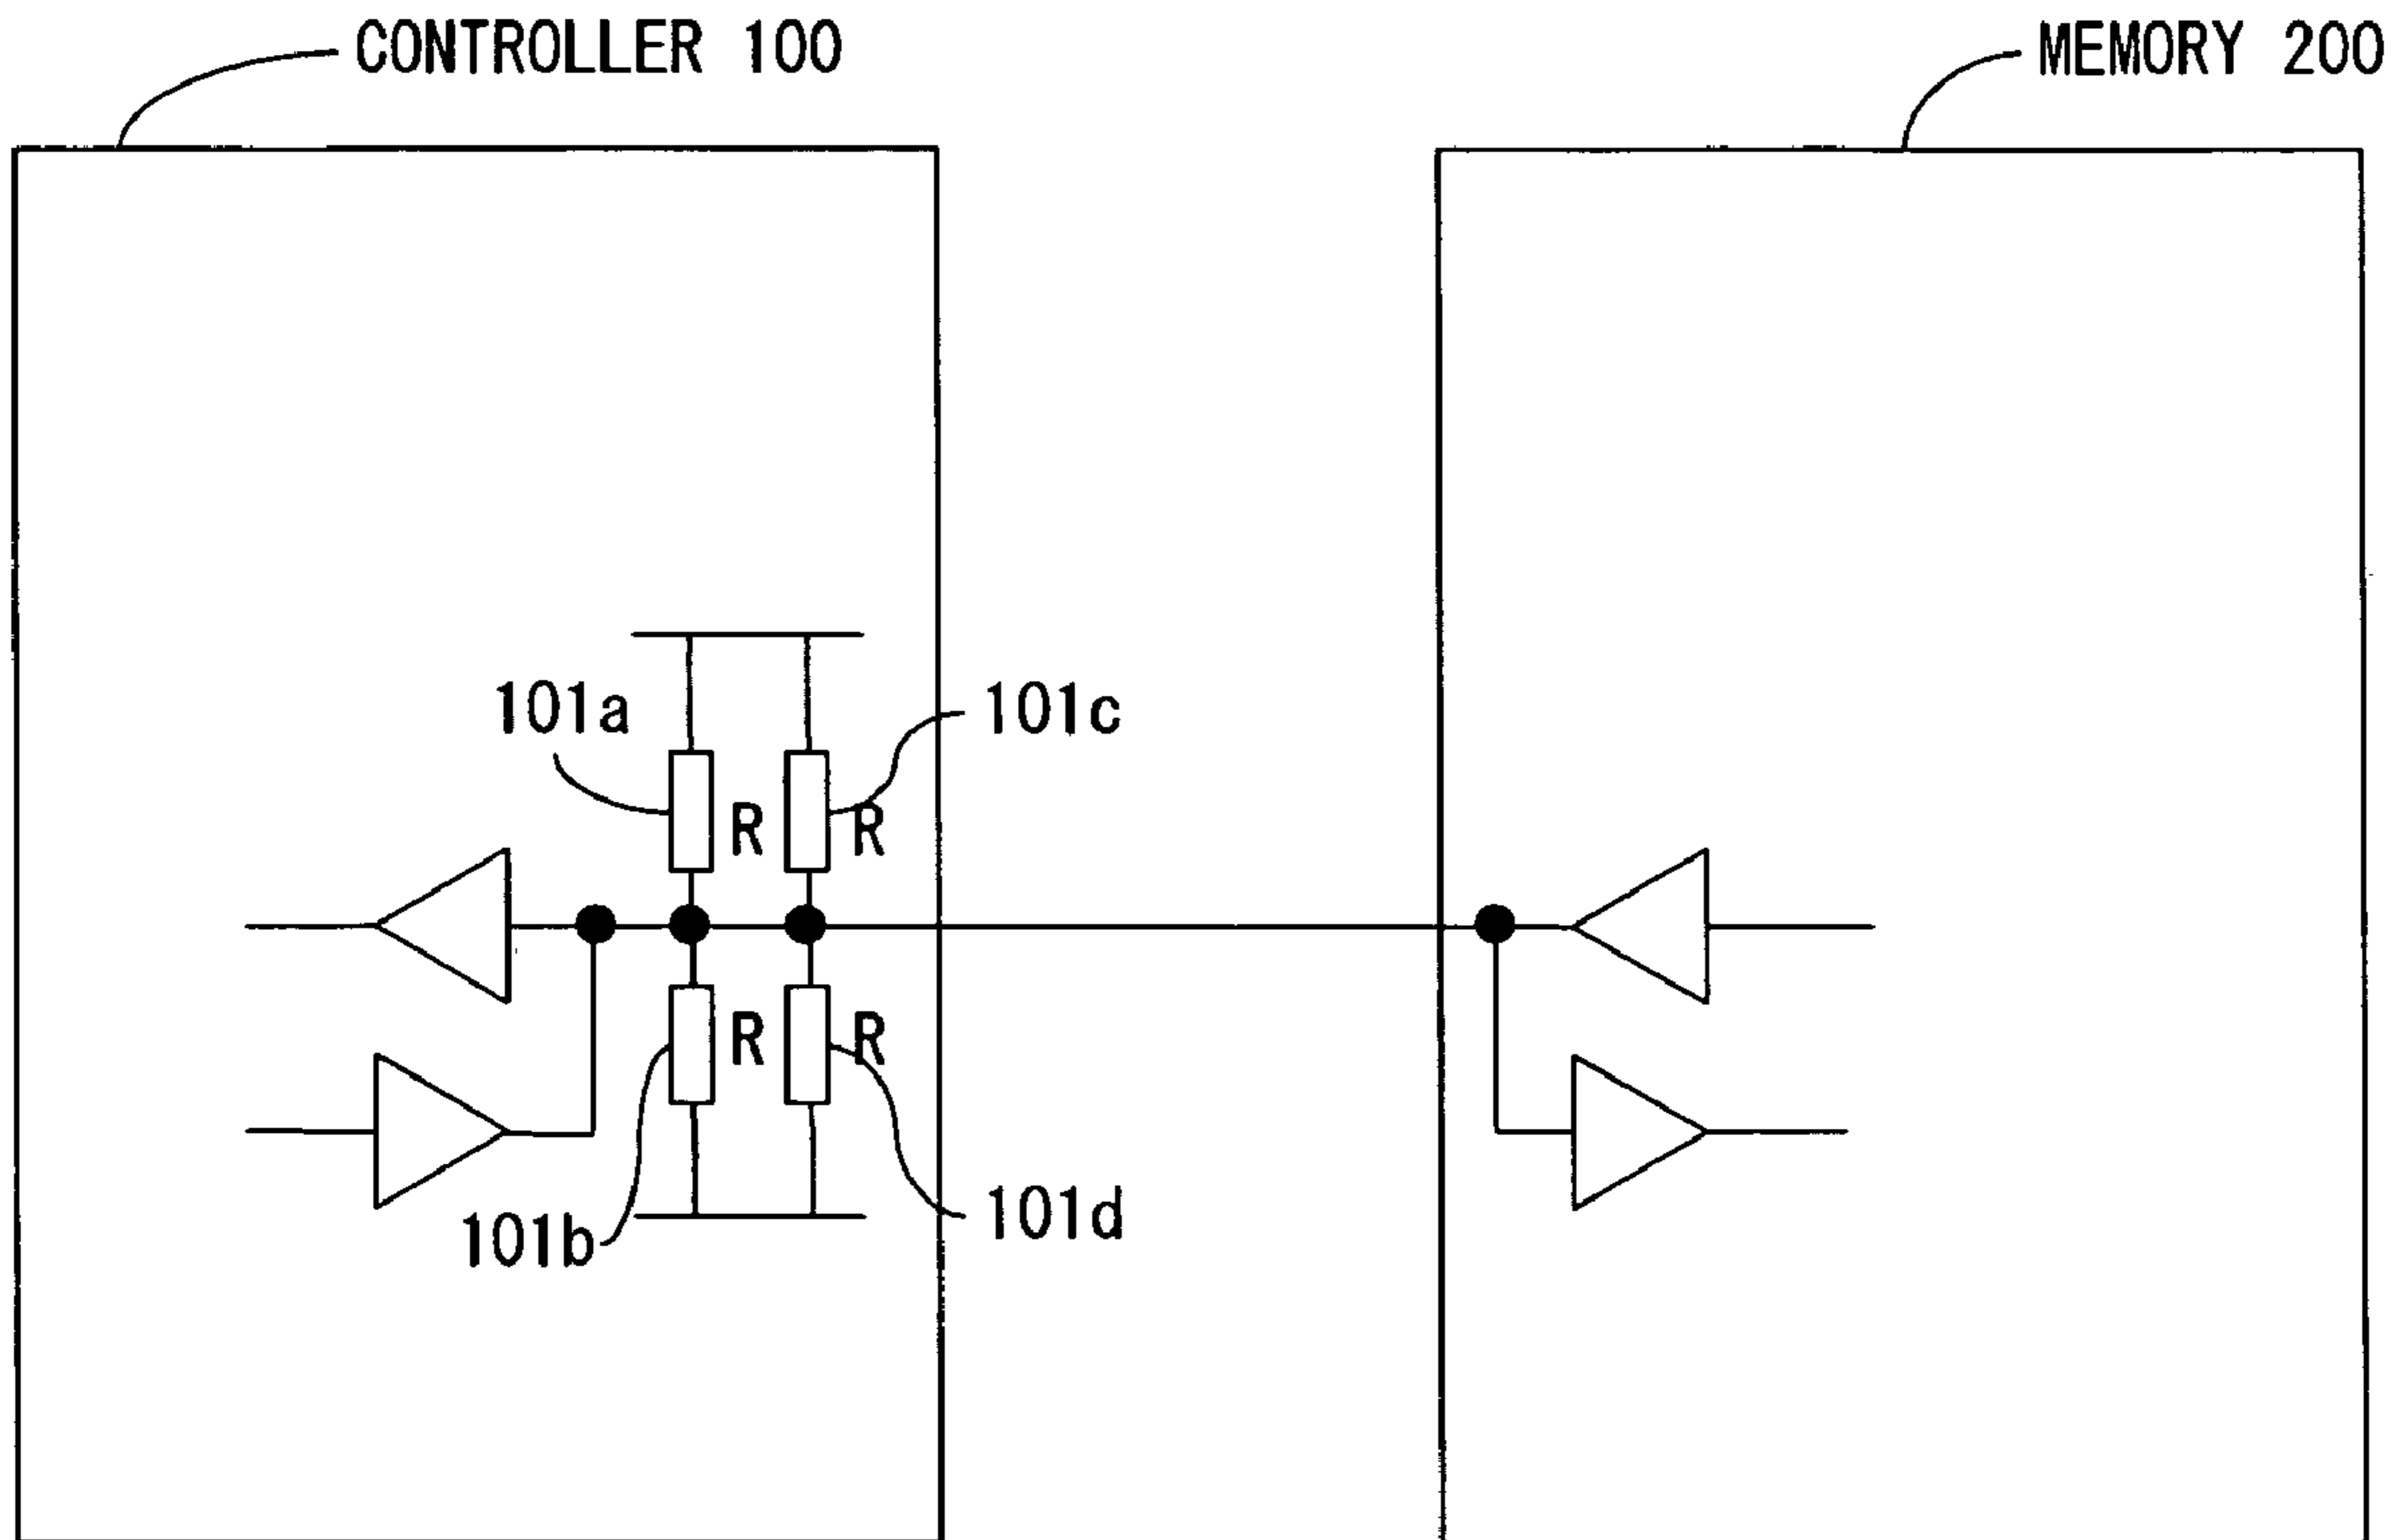 CONTROLLER 100
MEMORY 200
101a
101c
R
R
R
R
101b
101d